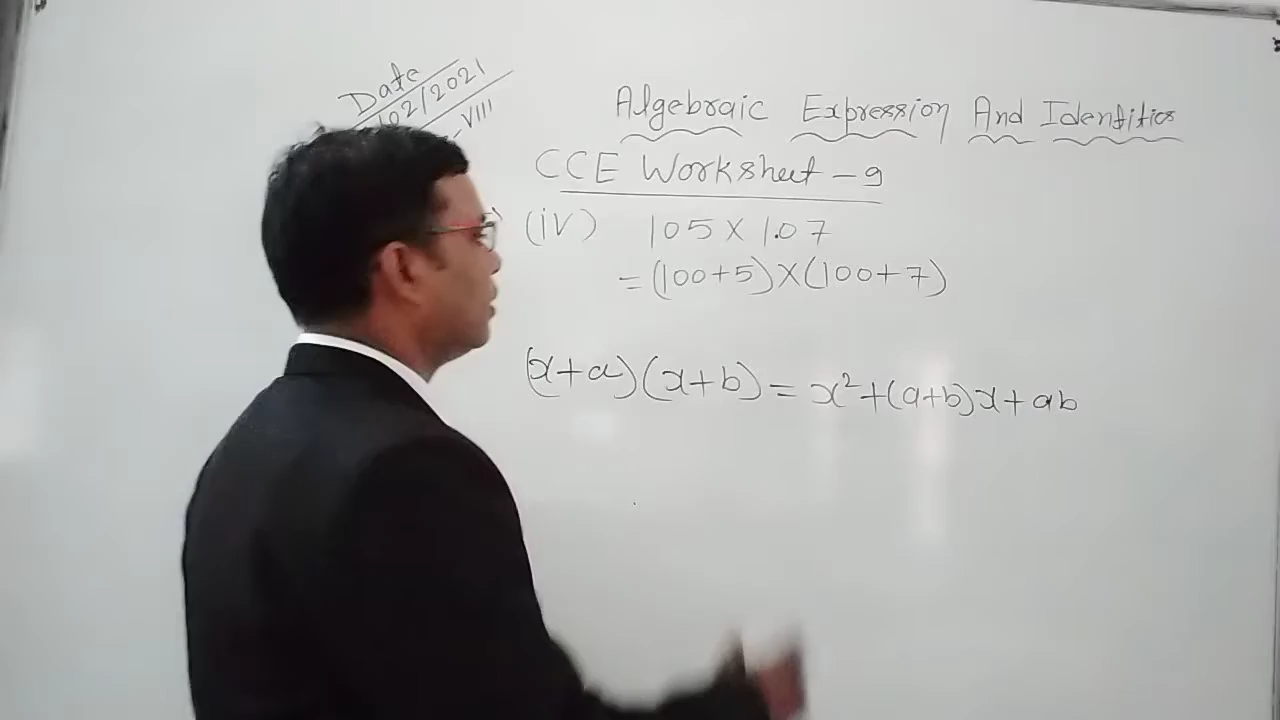 Date
02/2021
VIII
Algebraic Expression And Identities
CCE Worksheet - 9
(iv) 105 × 1.07
= (100+5)×(100+7)
(x+a)(x+b) = x²+(a+b)x+ab